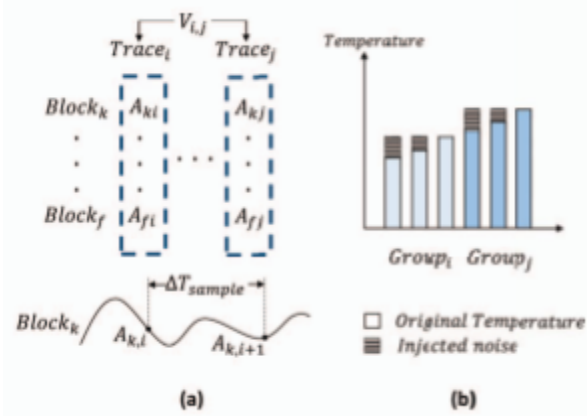 V_{i,j}
Trace_i Trace_j
Block_k A_{ki} A_{kj}
Block_f A_{fi} A_{fj}
ΔT_{sample}
Block_k
A_{k,i} A_{k,i+1}
(a)
Temperature
Group_i Group_j
Original Temperature
Injected noise
(b)